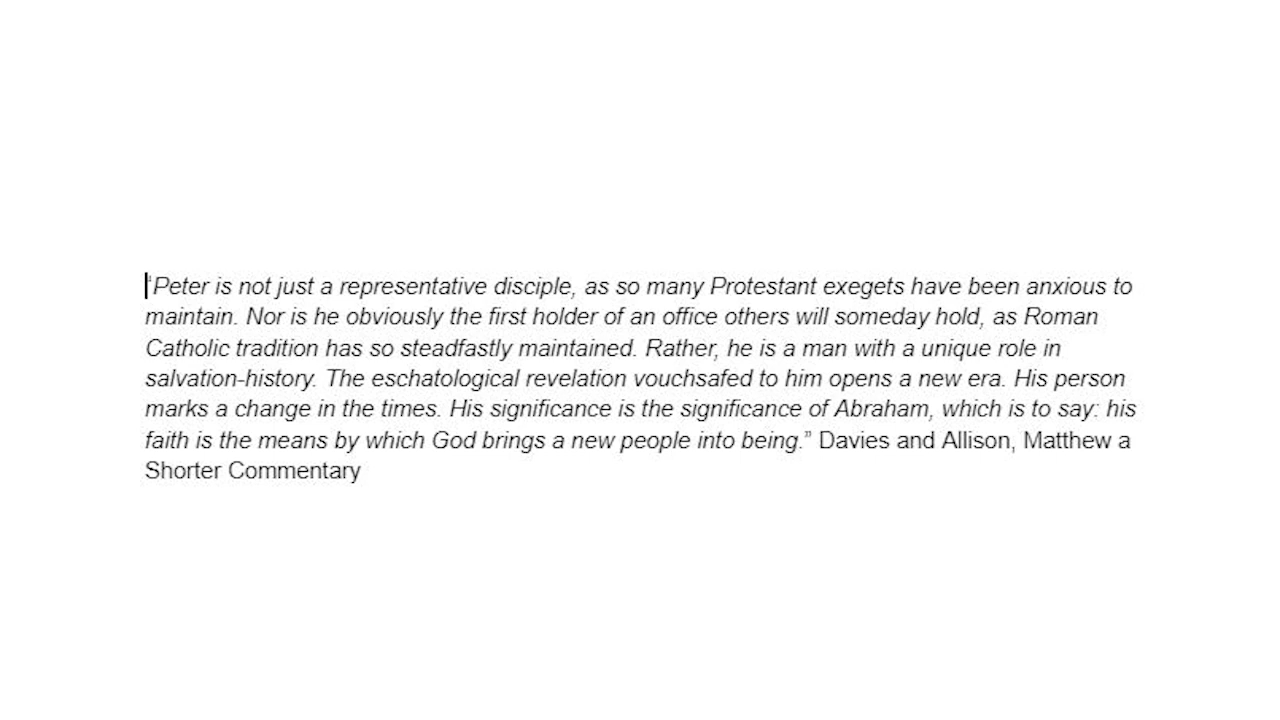 “Peter is not just a representative disciple, as so many Protestant exegets have been anxious to
maintain. Nor is he obviously the first holder of an office others will someday hold, as Roman
Catholic tradition has so steadfastly maintained. Rather, he is a man with a unique role in
salvation-history. The eschatological revelation vouchsafed to him opens a new era. His person
marks a change in the times. His significance is the significance of Abraham, which is to say: his
faith is the means by which God brings a new people into being.” Davies and Allison, Matthew a
Shorter Commentary